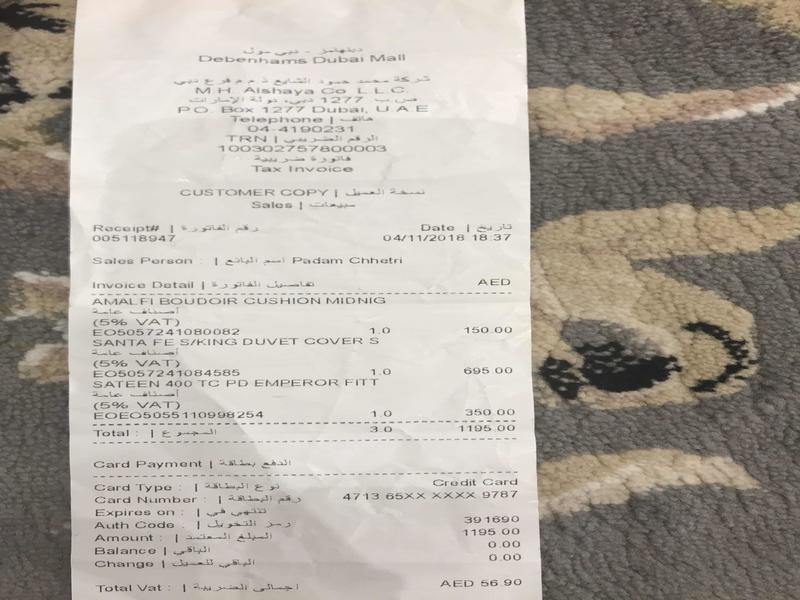 دبنهامز - دبي مول
Debenhams Dubai Mall
شركة محمد حمود الشايع ذ.م.م فرع دبي
M.H. Alshaya Co L.L.C.
ص.ب 1277 دبي، دولة الإمارات
P.O. Box 1277 Dubai, U A E
Telephone | هاتف
04-4190231
TRN | الرقم الضريبي
100302757800003
فاتورة ضريبية
Tax Invoice
CUSTOMER COPY | نسخة العميل
Sales | مبيعات
Receipt# | رقم الفاتورة Date | تاريخ
005118947 04/11/2018 18:37
Sales Person : | اسم البائع Padam Chhetri
Invoice Detail | تفاصيل الفاتورة AED
AMALFI BOUDOIR CUSHION MIDNIG
أصناف عامة
(5% VAT)
EO5057241080082 1.0 150.00
SANTA FE S/KING DUVET COVER S
أصناف عامة
(5% VAT)
EO5057241084585 1.0 695.00
SATEEN 400 TC PD EMPEROR FITT
أصناف عامة
(5% VAT)
EOEO5055110998254 1.0 350.00
Total : | المجموع 3.0 1195.00
Card Payment | الدفع بطاقة
Card Type : | نوع البطاقة Credit Card
Card Number : | رقم البطاقة 4713 65XX XXXX 9787
Expires on : | تنتهي في
Auth Code : | رمز التخويل 391690
Amount : | المبلغ المعتمد 1195.00
Balance | الباقي 0.00
Change | الباقي للعميل 0.00
Total Vat : | اجمالى الضريبة AED 56.90